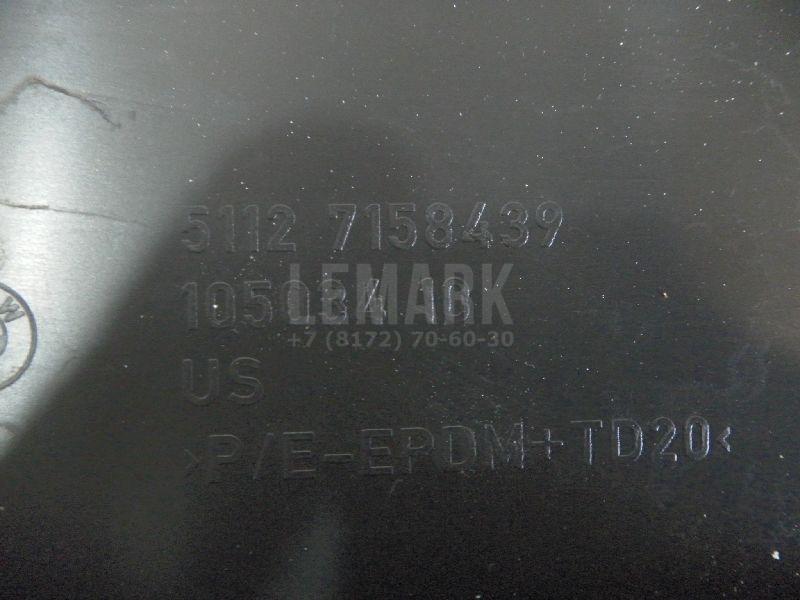 5112 7158439
LEMARK
+7 (8172) 70-60-30
US
>P/E-EPDM+TD20<